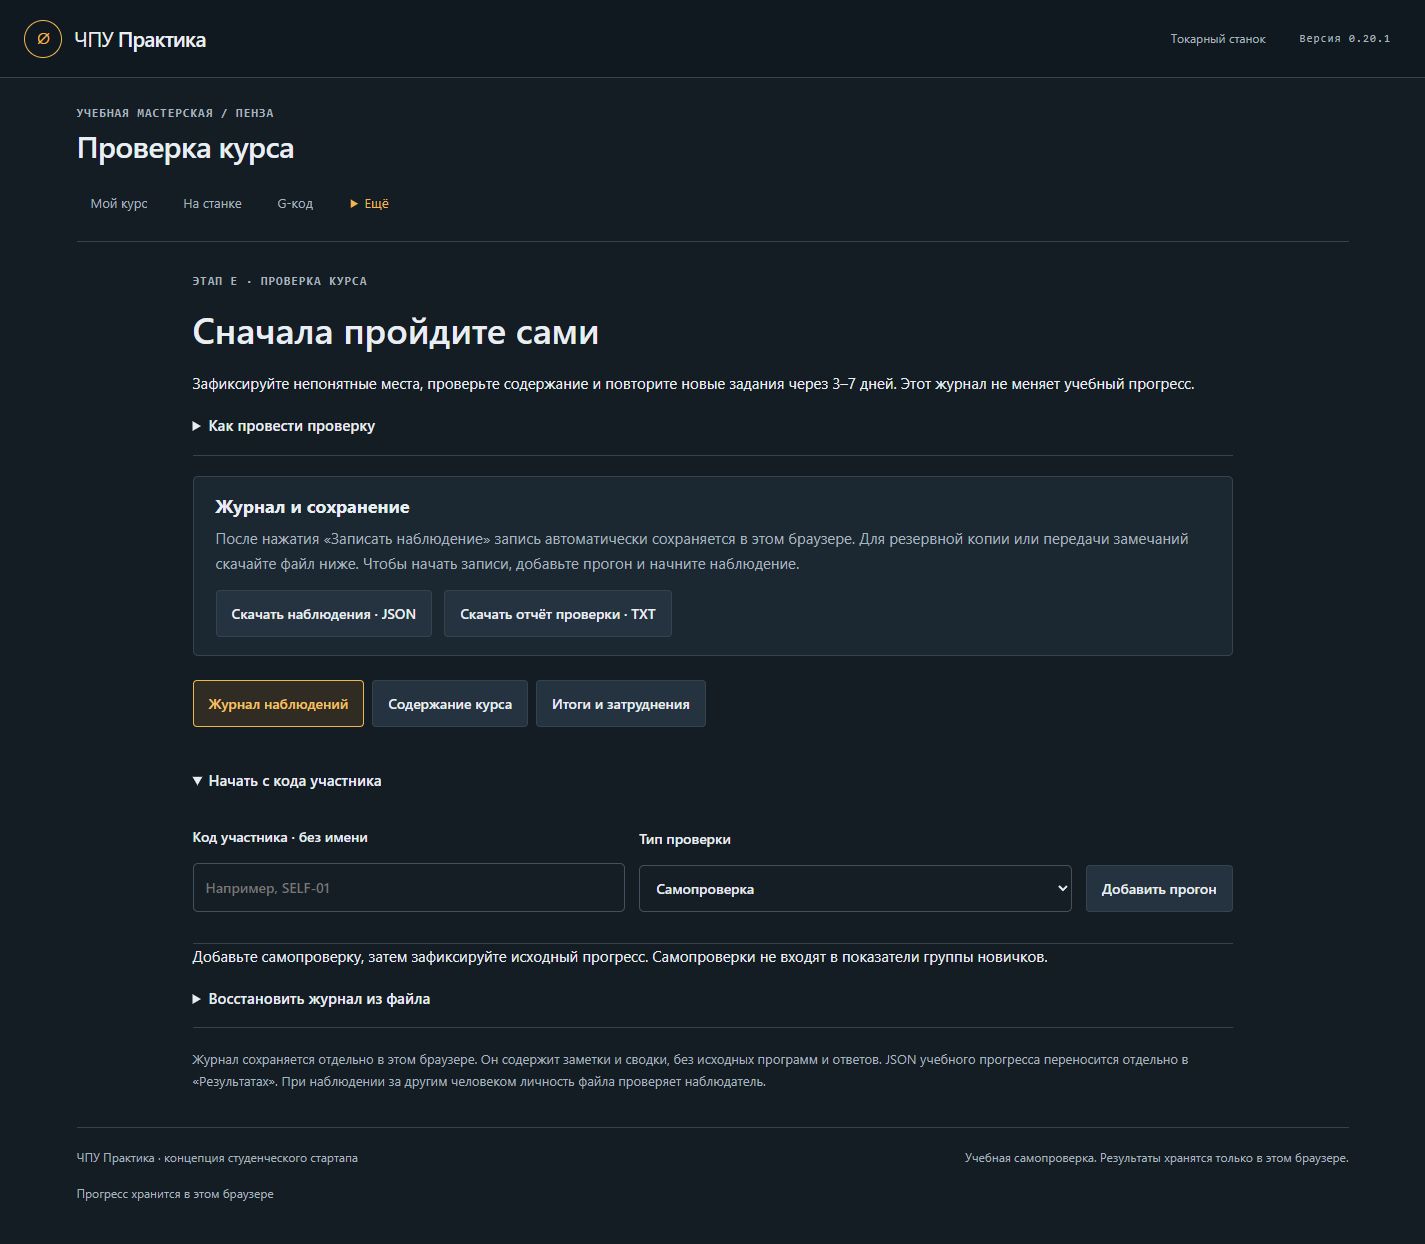 ЧПУ Практика
Токарный станок
Версия 0.20.1
УЧЕБНАЯ МАСТЕРСКАЯ / ПЕНЗА
Проверка курса
Мой курс
На станке
G-код
▶ Ещё
ЭТАП E · ПРОВЕРКА КУРСА
Сначала пройдите сами
Зафиксируйте непонятные места, проверьте содержание и повторите новые задания через 3–7 дней. Этот журнал не меняет учебный прогресс.
▶ Как провести проверку
Журнал и сохранение
После нажатия «Записать наблюдение» запись автоматически сохраняется в этом браузере. Для резервной копии или передачи замечаний
скачайте файл ниже. Чтобы начать записи, добавьте прогон и начните наблюдение.
Скачать наблюдения · JSON
Скачать отчёт проверки · TXT
Журнал наблюдений
Содержание курса
Итоги и затруднения
▼ Начать с кода участника
Код участника · без имени
Тип проверки
Например, SELF-01
Самопроверка
Добавить прогон
Добавьте самопроверку, затем зафиксируйте исходный прогресс. Самопроверки не входят в показатели группы новичков.
▶ Восстановить журнал из файла
Журнал сохраняется отдельно в этом браузере. Он содержит заметки и сводки, без исходных программ и ответов. JSON учебного прогресса переносится отдельно в
«Результатах». При наблюдении за другим человеком личность файла проверяет наблюдатель.
ЧПУ Практика · концепция студенческого стартапа
Учебная самопроверка. Результаты хранятся только в этом браузере.
Прогресс хранится в этом браузере